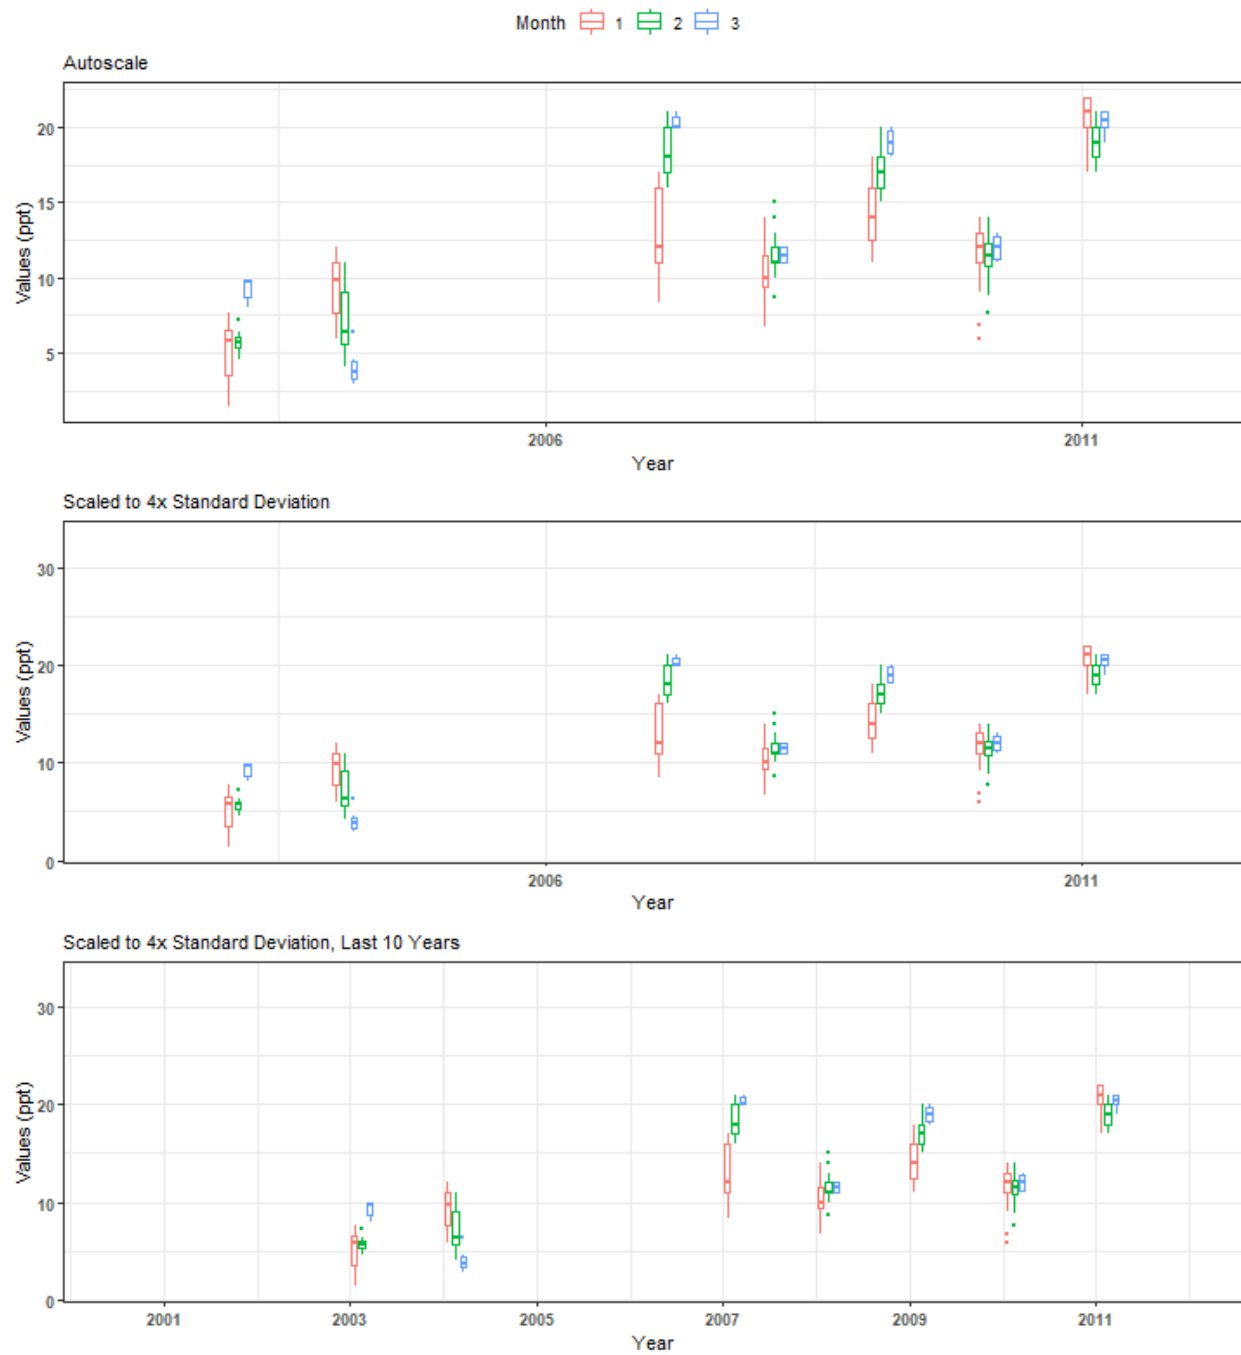 Month 1 2 3
Autoscale
Values (ppt)
20
15
10
5
2006 2011
Year
Scaled to 4x Standard Deviation
Values (ppt)
30
20
10
0
2006 2011
Year
Scaled to 4x Standard Deviation, Last 10 Years
Values (ppt)
30
20
10
0
2001 2003 2005 2007 2009 2011
Year